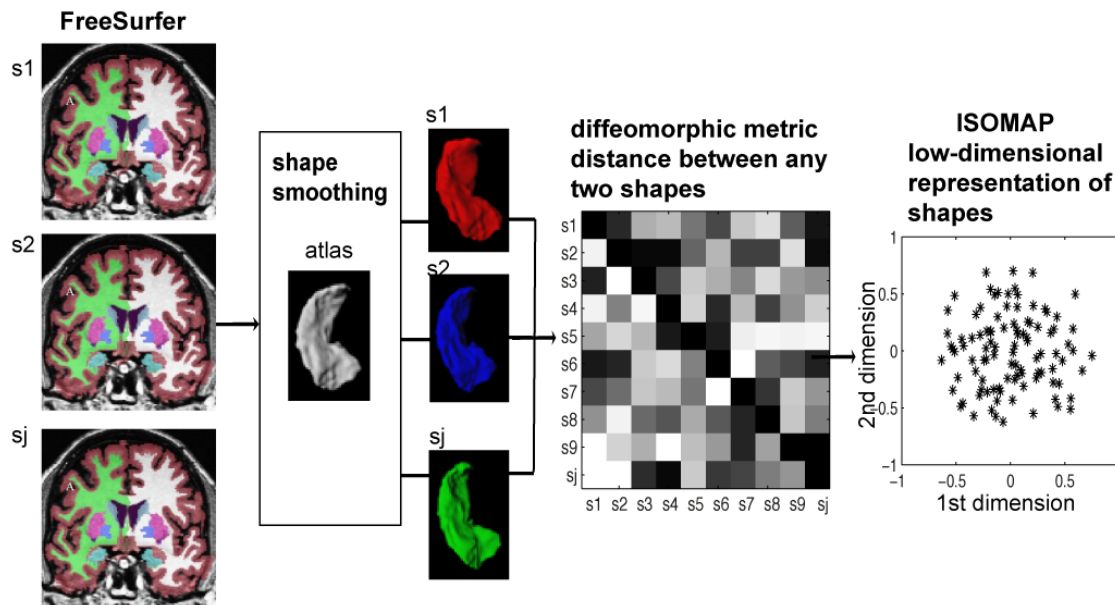 FreeSurfer
s1
A
s2
A
sj
A
shape
smoothing
atlas
s1
s2
sj
diffeomorphic metric
distance between any
two shapes
s1
s2
s3
s4
s5
s6
s7
s8
s9
sj
s1 s2 s3 s4 s5 s6 s7 s8 s9 sj
ISOMAP
low-dimensional
representation of
shapes
1
0.5
0
-0.5
-1
2nd dimension
-1 -0.5 0 0.5
1st dimension